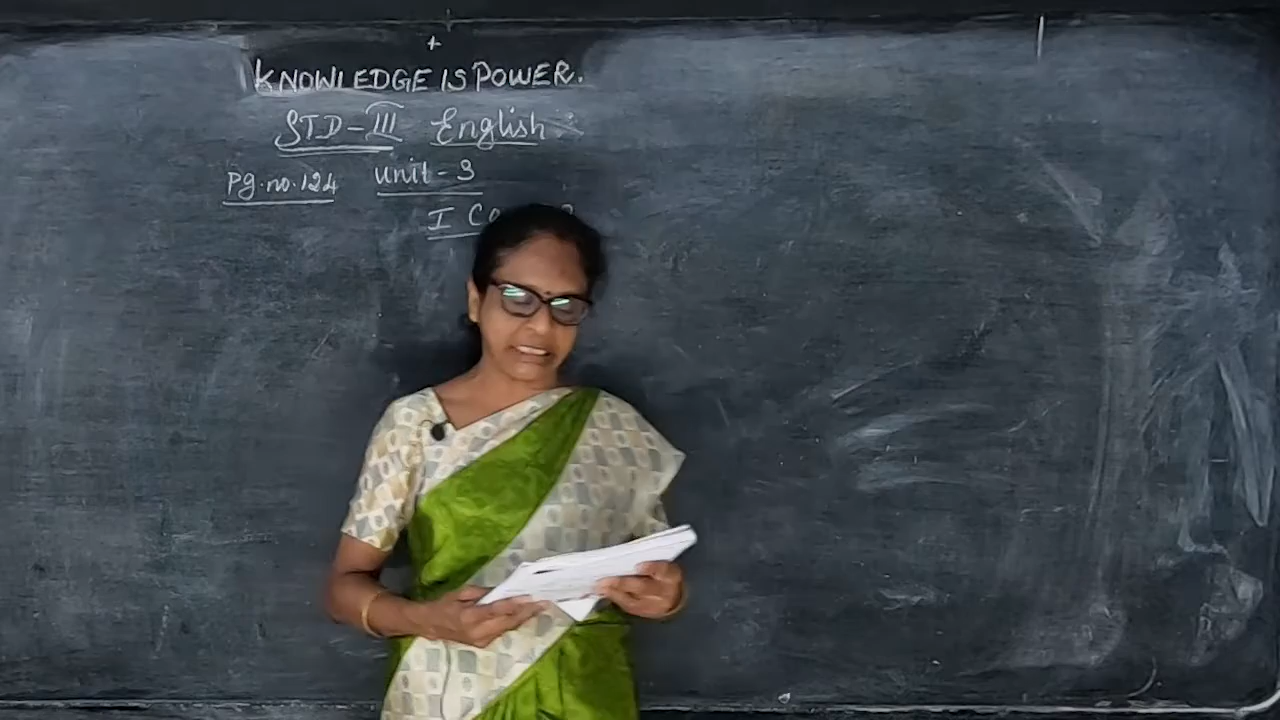 +
KNOWLEDGE IS POWER.
STD-III English
Pg.no.124 Unit-3
I